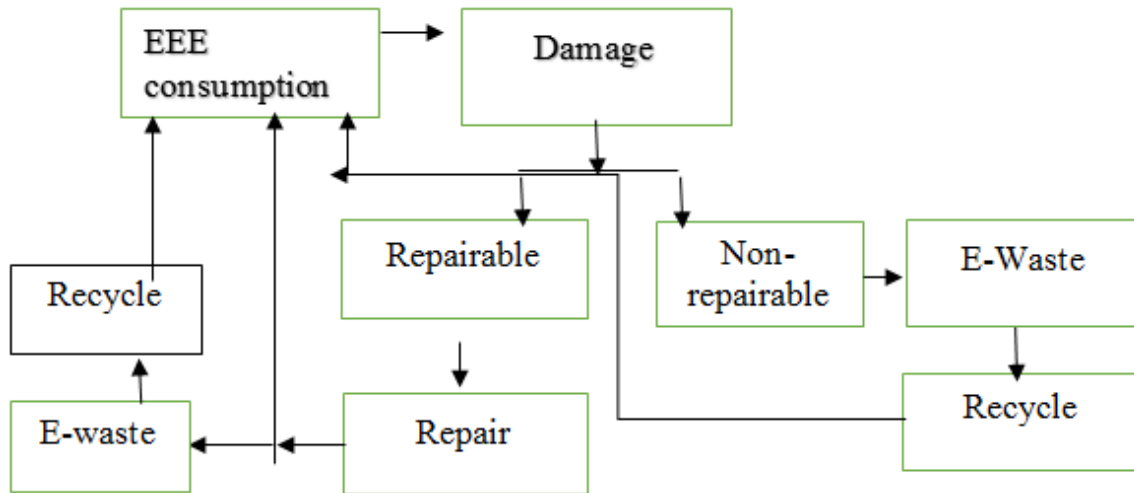 EEE
consumption
Damage
Repairable
Non-
repairable
E-Waste
Recycle
Recycle
E-waste
Repair